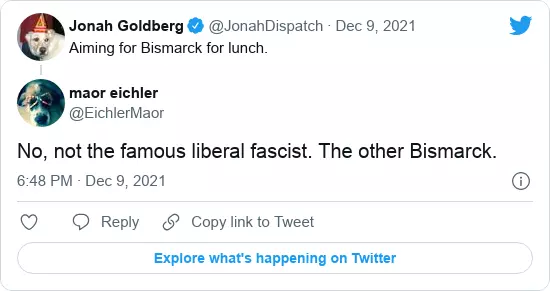 Jonah Goldberg @JonahDispatch · Dec 9, 2021
Aiming for Bismarck for lunch.
maor eichler
@EichlerMaor
No, not the famous liberal fascist. The other Bismarck.
6:48 PM · Dec 9, 2021
Reply Copy link to Tweet
Explore what's happening on Twitter